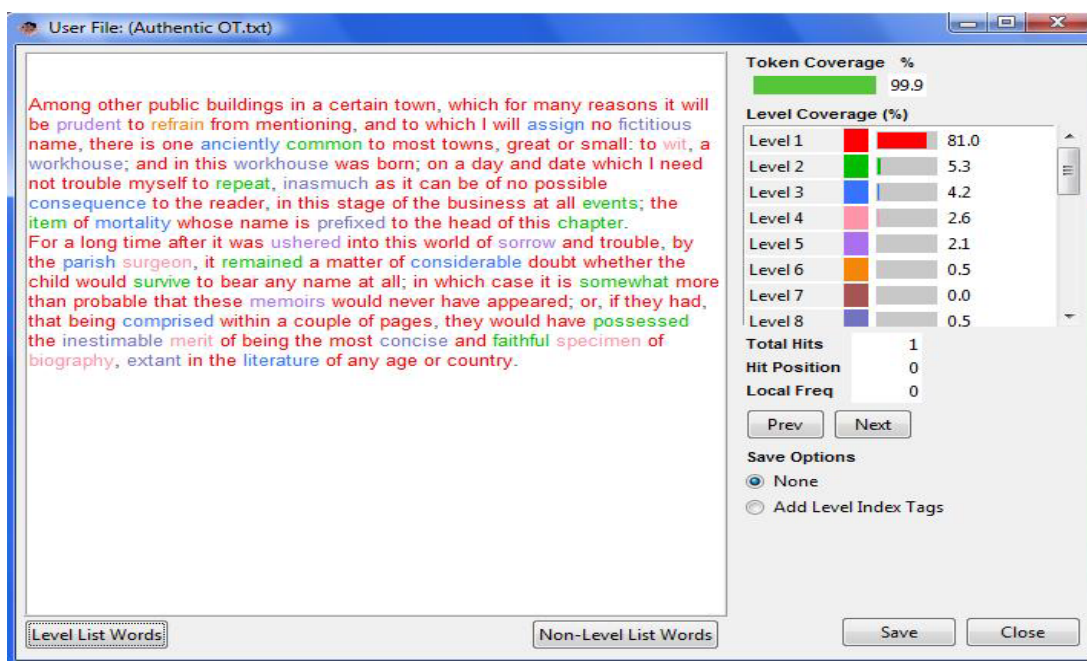 User File: (Authentic OT.txt)
Among other public buildings in a certain town, which for many reasons it will
be prudent to refrain from mentioning, and to which I will assign no fictitious
name, there is one anciently common to most towns, great or small: to wit, a
workhouse; and in this workhouse was born; on a day and date which I need
not trouble myself to repeat, inasmuch as it can be of no possible
consequence to the reader, in this stage of the business at all events; the
item of mortality whose name is prefixed to the head of this chapter.
For a long time after it was ushered into this world of sorrow and trouble, by
the parish surgeon, it remained a matter of considerable doubt whether the
child would survive to bear any name at all; in which case it is somewhat more
than probable that these memoirs would never have appeared; or, if they had,
that being comprised within a couple of pages, they would have possessed
the inestimable merit of being the most concise and faithful specimen of
biography, extant in the literature of any age or country.
Level List Words
Non-Level List Words
Token Coverage %
99.9
Level Coverage (%)
Level 1 81.0
Level 2 5.3
Level 3 4.2
Level 4 2.6
Level 5 2.1
Level 6 0.5
Level 7 0.0
Level 8 0.5
Total Hits 1
Hit Position 0
Local Freq 0
Prev Next
Save Options
None
Add Level Index Tags
Save Close